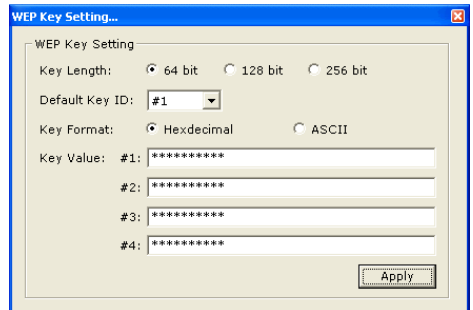 WEP Key Setting...
WEP Key Setting
Key Length: 64 bit 128 bit 256 bit
Default Key ID: #1
Key Format: Hexdecimal ASCII
Key Value: #1: **********
#2: **********
#3: **********
#4: **********
Apply